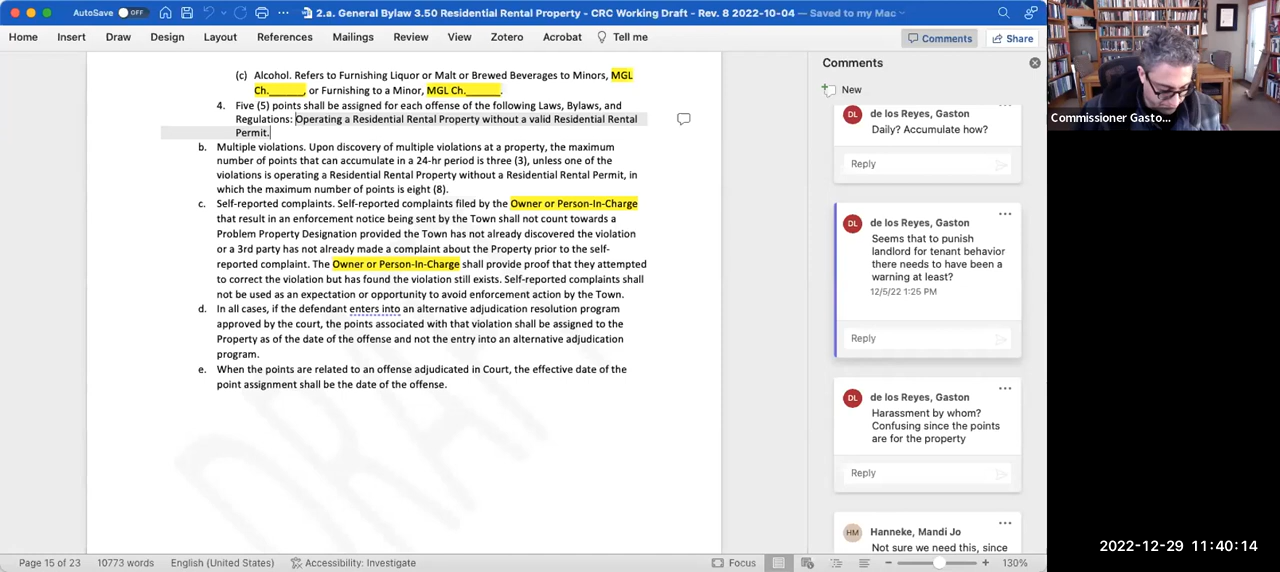 AutoSave OFF 2.a. General Bylaw 3.50 Residential Rental Property - CRC Working Draft - Rev. 8 2022-10-04 — Saved to my Mac
Home Insert Draw Design Layout References Mailings Review View Zotero Acrobat Tell me Comments Share
(c) Alcohol. Refers to Furnishing Liquor or Malt or Brewed Beverages to Minors, MGL
Ch.______, or Furnishing to a Minor, MGL Ch.______.
4. Five (5) points shall be assigned for each offense of the following Laws, Bylaws, and
Regulations: Operating a Residential Rental Property without a valid Residential Rental
Permit.
b. Multiple violations. Upon discovery of multiple violations at a property, the maximum
number of points that can accumulate in a 24-hr period is three (3), unless one of the
violations is operating a Residential Rental Property without a Residential Rental Permit, in
which the maximum number of points is eight (8).
c. Self-reported complaints. Self-reported complaints filed by the Owner or Person-In-Charge
that result in an enforcement notice being sent by the Town shall not count towards a
Problem Property Designation provided the Town has not already discovered the violation
or a 3rd party has not already made a complaint about the Property prior to the self-
reported complaint. The Owner or Person-In-Charge shall provide proof that they attempted
to correct the violation but has found the violation still exists. Self-reported complaints shall
not be used as an expectation or opportunity to avoid enforcement action by the Town.
d. In all cases, if the defendant enters into an alternative adjudication resolution program
approved by the court, the points associated with that violation shall be assigned to the
Property as of the date of the offense and not the entry into an alternative adjudication
program.
e. When the points are related to an offense adjudicated in Court, the effective date of the
point assignment shall be the date of the offense.
DRAFT
Comments
New
DL de los Reyes, Gaston
Daily? Accumulate how?
Reply
DL de los Reyes, Gaston
Seems that to punish
landlord for tenant behavior
there needs to have been a
warning at least?
12/5/22 1:25 PM
Reply
DL de los Reyes, Gaston
Harassment by whom?
Confusing since the points
are for the property
Reply
HM Hanneke, Mandi Jo
Not sure we need this, since
Commissioner Gasto...
2022-12-29 11:40:14
Page 15 of 23 10773 words English (United States) Accessibility: Investigate Focus 130%